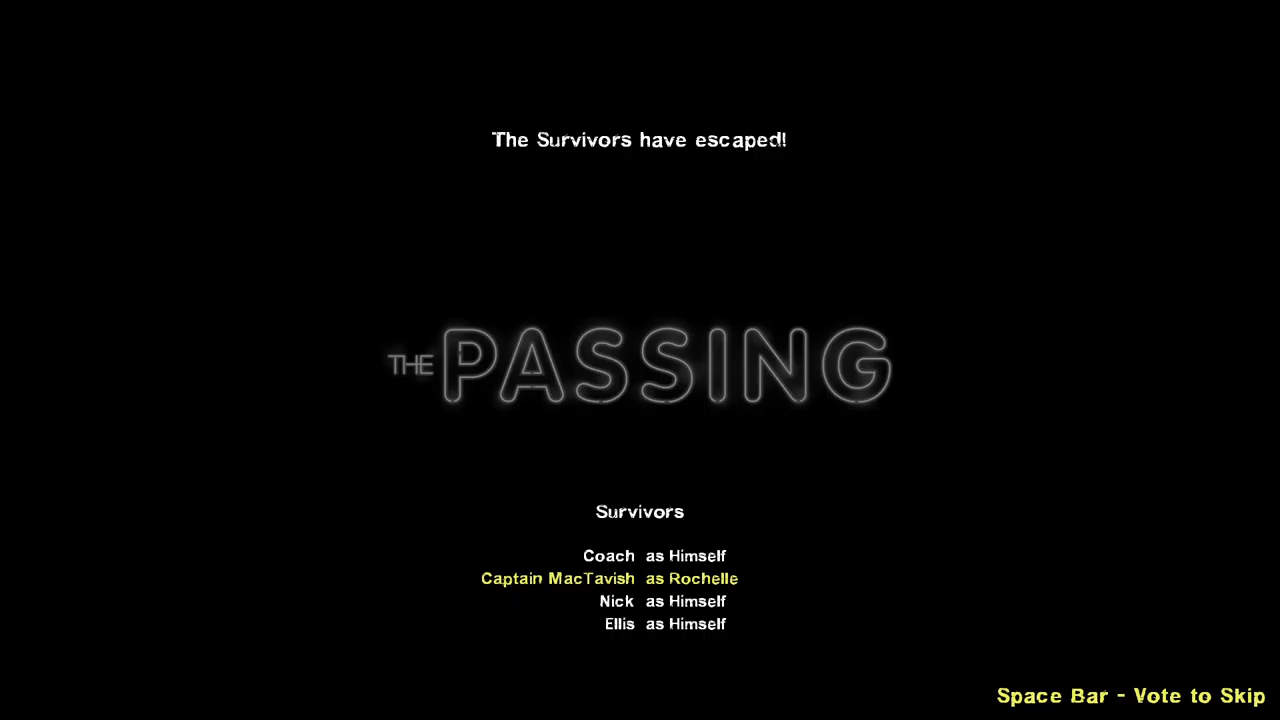 The Survivors have escaped!
THE PASSING
Survivors
Coach as Himself
Captain MacTavish as Rochelle
Nick as Himself
Ellis as Himself
Space Bar - Vote to Skip